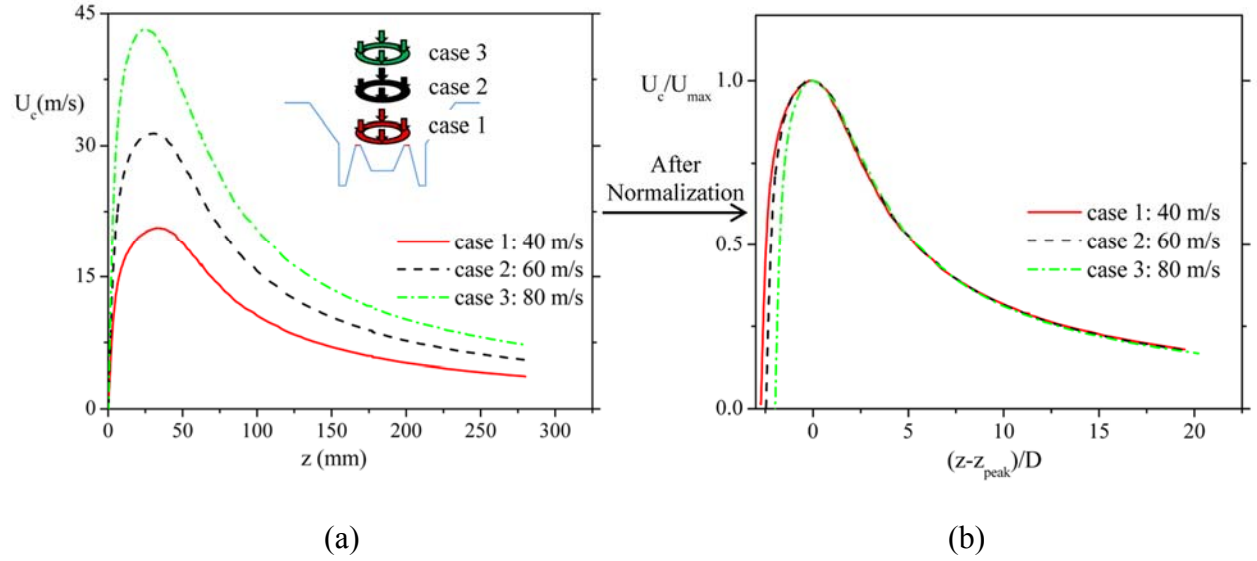 45
U_c(m/s)
30
15
0
0
50
100
150
200
250
300
z (mm)
case 3
case 2
case 1
case 1: 40 m/s
case 2: 60 m/s
case 3: 80 m/s
After
Normalization
U_c/U_max
1.0
0.5
0.0
0
5
10
15
20
(z-z_peak)/D
case 1: 40 m/s
case 2: 60 m/s
case 3: 80 m/s
(a)
(b)